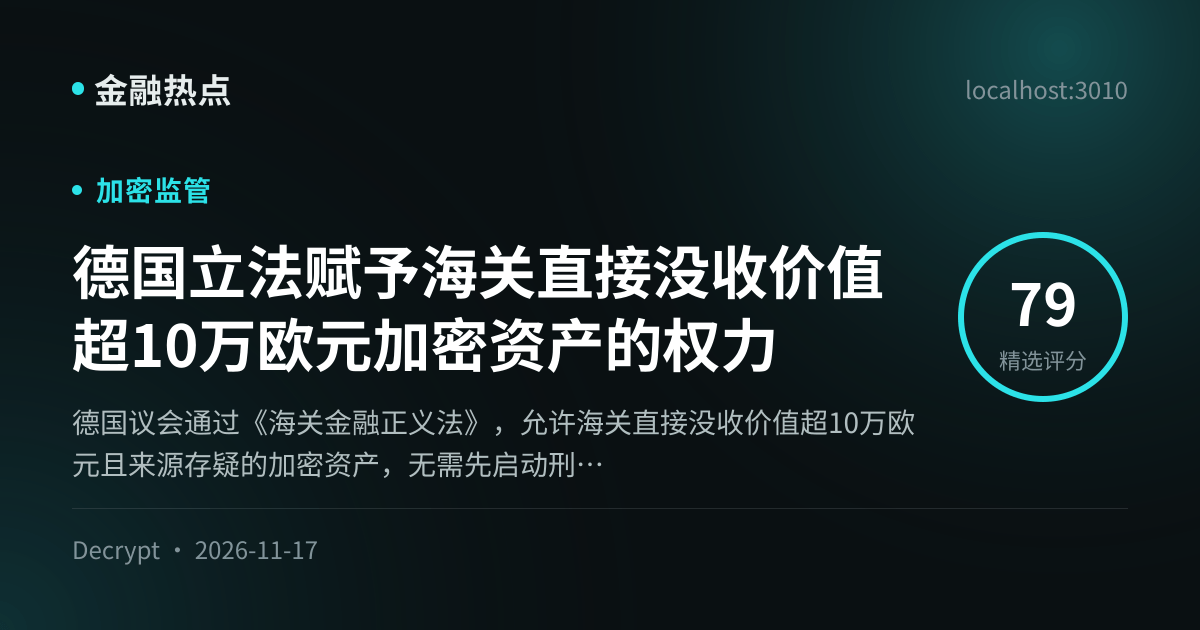 金融热点
localhost:3010
加密监管
德国立法赋予海关直接没收价值
超10万欧元加密资产的权力
79
精选评分
德国议会通过《海关金融正义法》，允许海关直接没收价值超10万欧
元且来源存疑的加密资产，无需先启动刑…
Decrypt • 2026-11-17